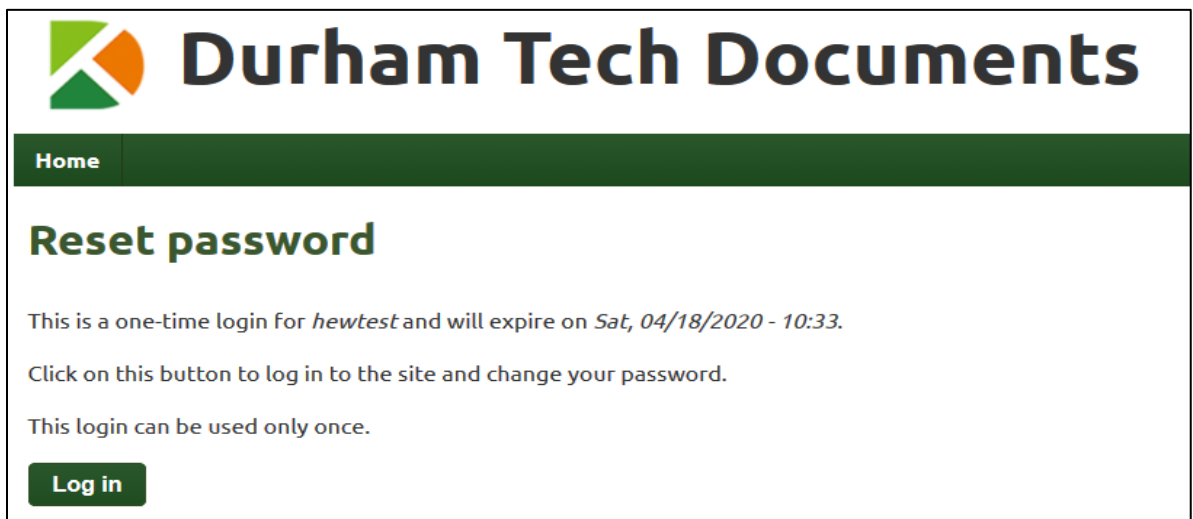 Durham Tech Documents
Home
Reset password
This is a one-time login for hewtest and will expire on Sat, 04/18/2020 - 10:33.
Click on this button to log in to the site and change your password.
This login can be used only once.
Log in